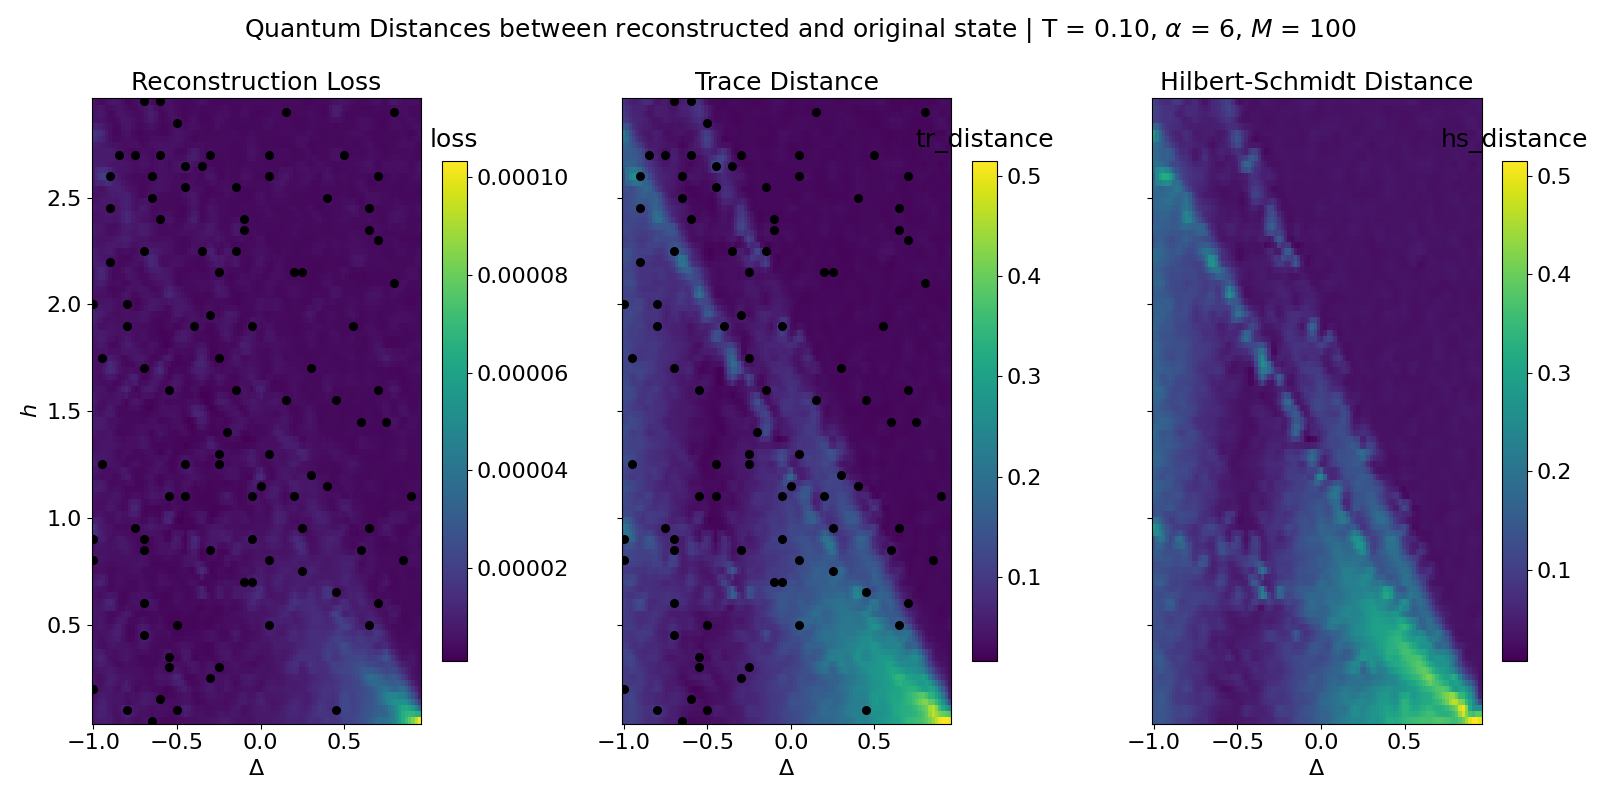 Quantum Distances between reconstructed and original state | T = 0.10, α = 6, M = 100
Reconstruction Loss
Trace Distance
Hilbert-Schmidt Distance
loss
tr_distance
hs_distance
h
2.5
2.0
1.5
1.0
0.5
−1.0
−0.5
0.0
0.5
Δ
0.00010
0.00008
0.00006
0.00004
0.00002
−1.0
−0.5
0.0
0.5
Δ
0.5
0.4
0.3
0.2
0.1
−1.0
−0.5
0.0
0.5
Δ
0.5
0.4
0.3
0.2
0.1